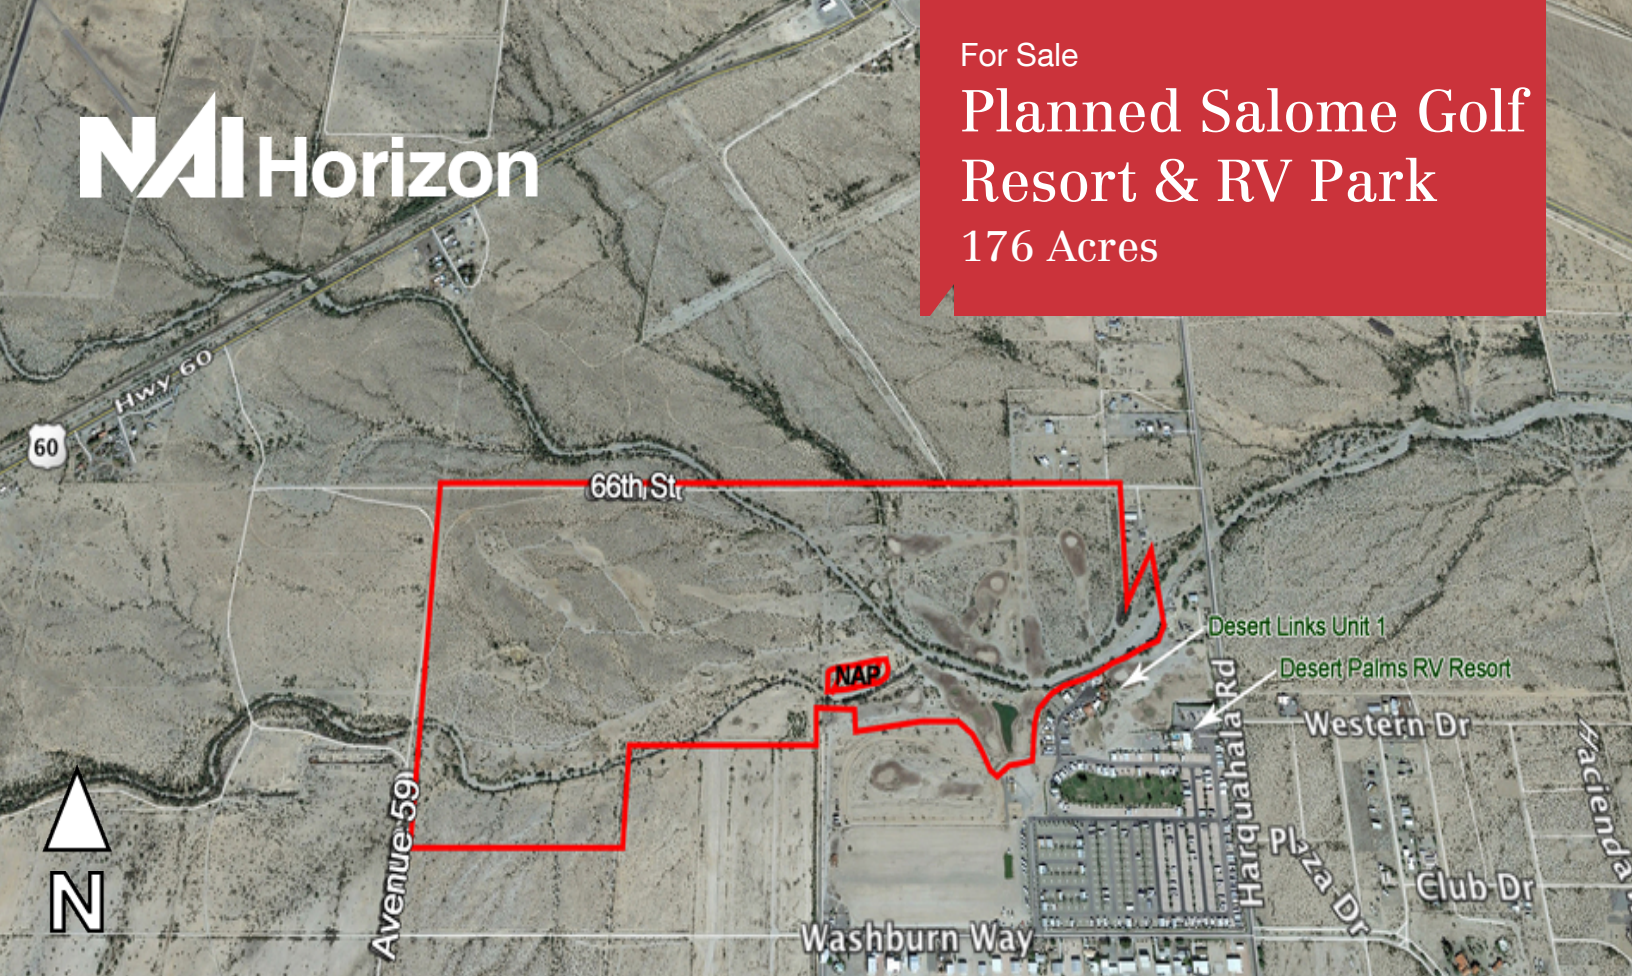 For Sale
Planned Salome Golf
Resort & RV Park
176 Acres
NAI Horizon
Hwy 60
60
66th St
NAP
Desert Links Unit 1
Desert Palms RV Resort
Harquahala Rd
Western Dr
Hacienda
Avenue 59
Plaza Dr
Club Dr
Washburn Way
N